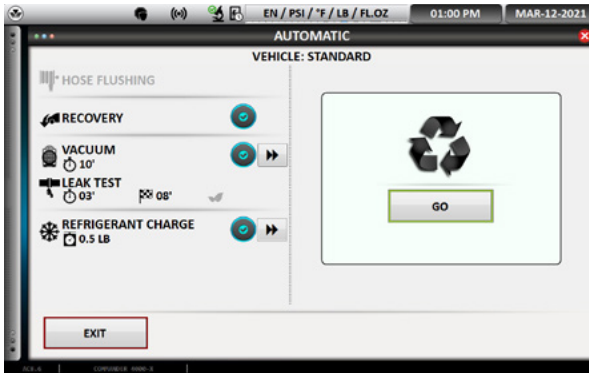 EN / PSI / °F / LB / FL.OZ 01:00 PM MAR-12-2021
AUTOMATIC
VEHICLE: STANDARD
HOSE FLUSHING
RECOVERY
VACUUM
10'
LEAK TEST
03' 08'
REFRIGERANT CHARGE
0.5 LB
GO
EXIT